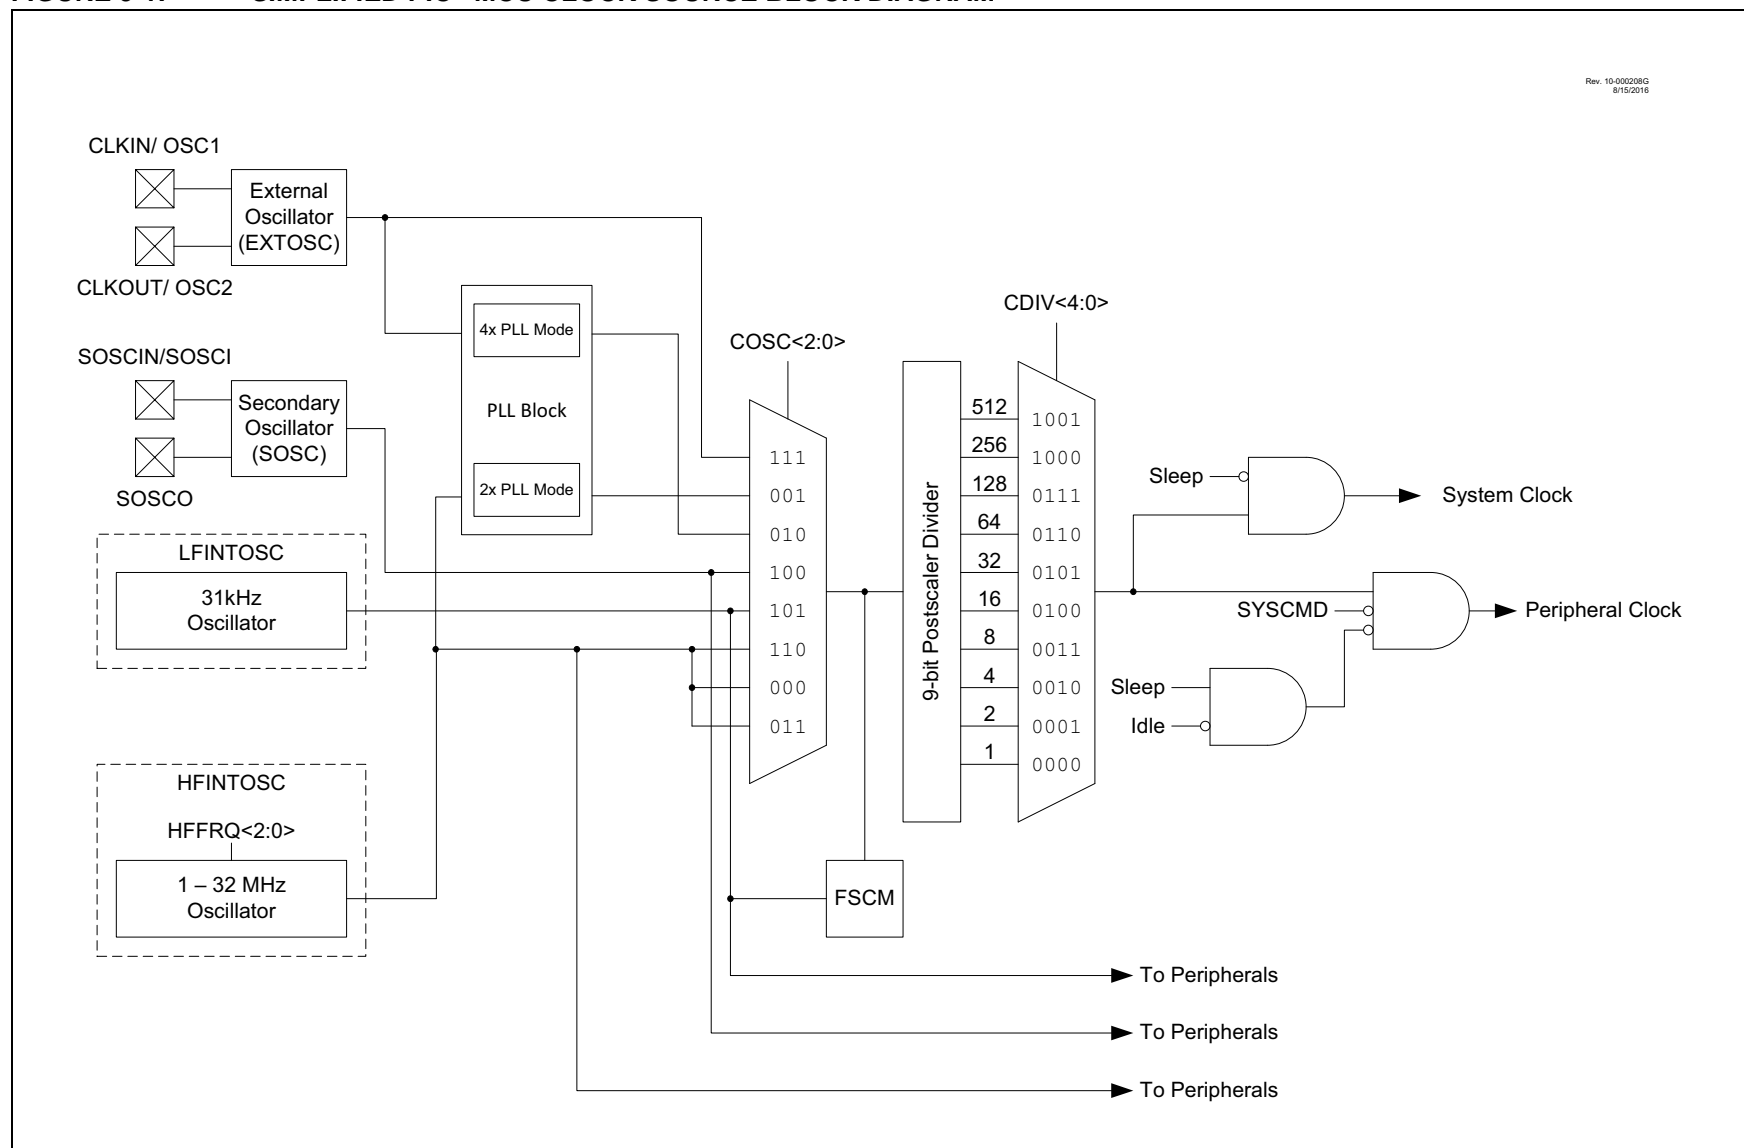 Rev. 10-000208G
8/15/2016
CLKIN/ OSC1
External
Oscillator
(EXTOSC)
CLKOUT/ OSC2
SOSCIN/SOSCI
Secondary
Oscillator
(SOSC)
SOSCO
LFINTOSC
31kHz
Oscillator
HFINTOSC
HFFRQ<2:0>
1 – 32 MHz
Oscillator
4x PLL Mode
PLL Block
2x PLL Mode
COSC<2:0>
111
001
010
100
101
110
000
011
FSCM
9-bit Postscaler Divider
CDIV<4:0>
512
256
128
64
32
16
8
4
2
1
1001
1000
0111
0110
0101
0100
0011
0010
0001
0000
Sleep
System Clock
SYSCMD
Peripheral Clock
Sleep
Idle
To Peripherals
To Peripherals
To Peripherals